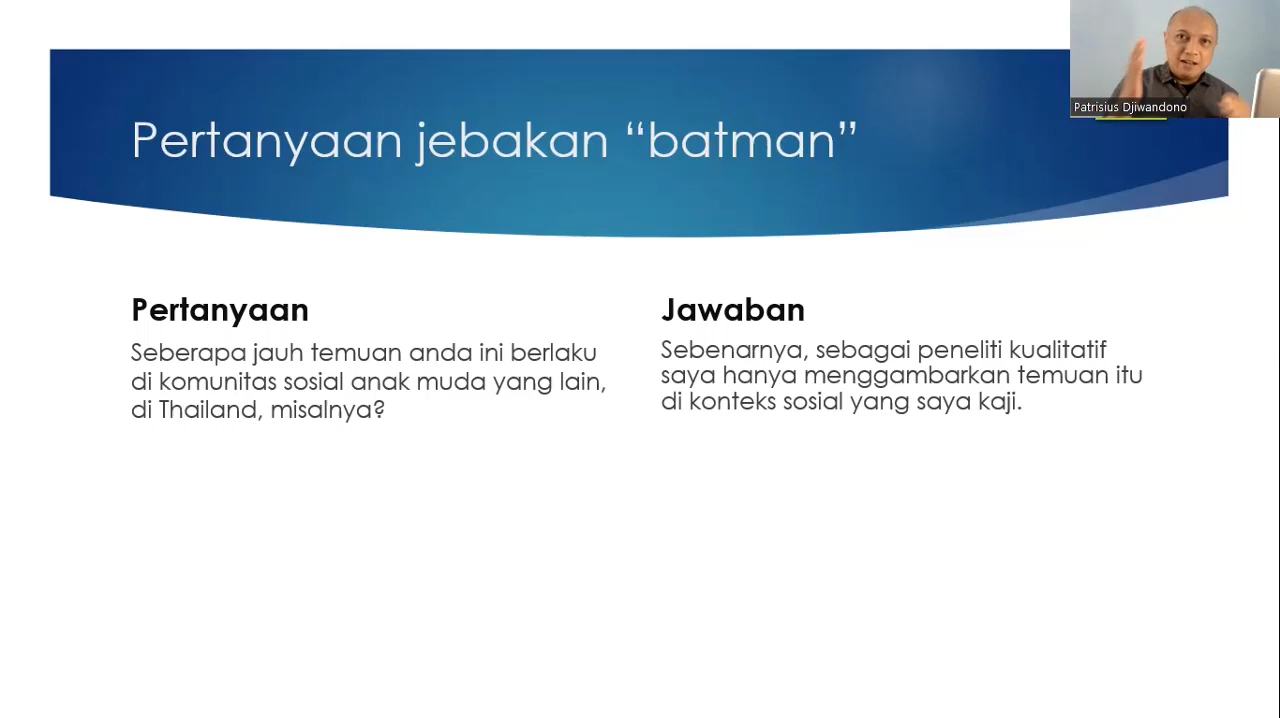 Patrisius Djiwandono
Pertanyaan jebakan “batman”
Pertanyaan
Seberapa jauh temuan anda ini berlaku
di komunitas sosial anak muda yang lain,
di Thailand, misalnya?
Jawaban
Sebenarnya, sebagai peneliti kualitatif
saya hanya menggambarkan temuan itu
di konteks sosial yang saya kaji.